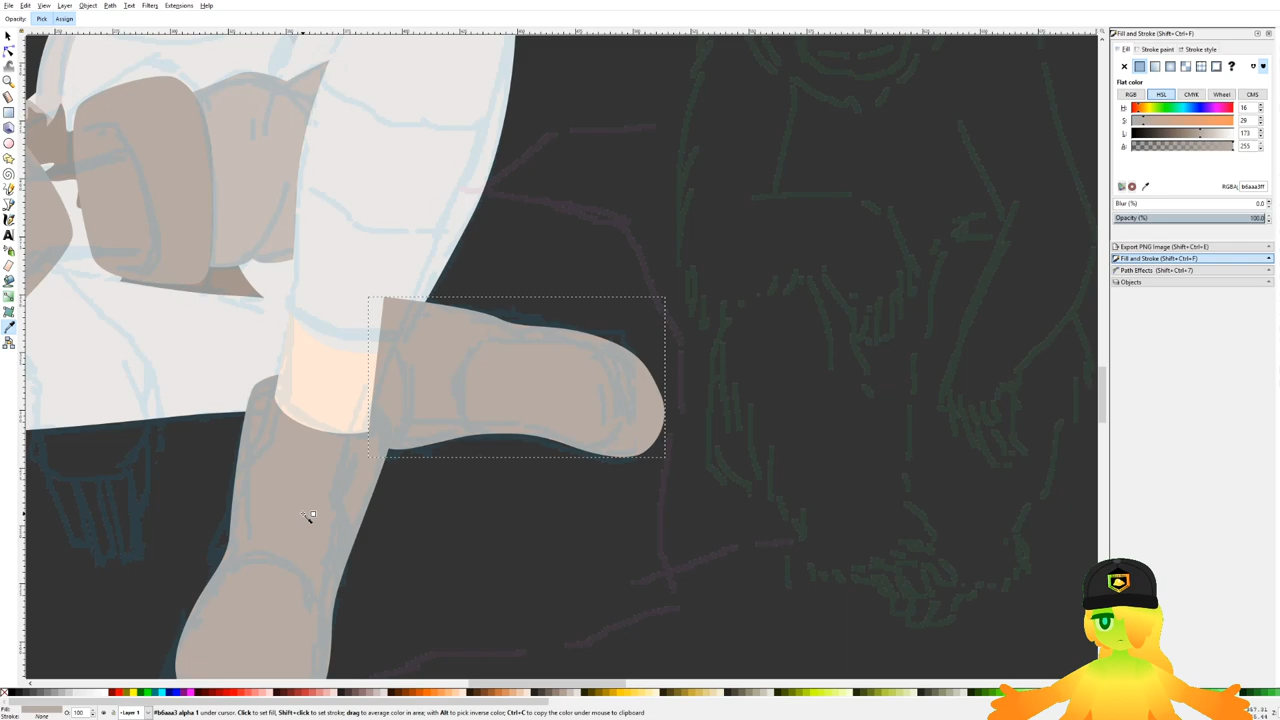 File Edit View Layer Object Path Text Filters Extensions Help
Opacity: Pick Assign
Fill and Stroke (Shift+Ctrl+F)
Fill Stroke paint Stroke style
Flat color
RGB HSL CMYK Wheel CMS
H: 16
S: 29
L: 173
A: 255
RGBA: b6aaa3ff
Blur (%) 0.0
Opacity (%) 100.0
Export PNG Image (Shift+Ctrl+E)
Fill and Stroke (Shift+Ctrl+F)
Path Effects (Shift+Ctrl+7)
Objects
Fill:
Stroke: None
O: 100 Layer 1 #b6aaa3 alpha 1 under cursor. Click to set fill, Shift+click to set stroke; drag to average color in area; with Alt to pick inverse color; Ctrl+C to copy the color under mouse to clipboard